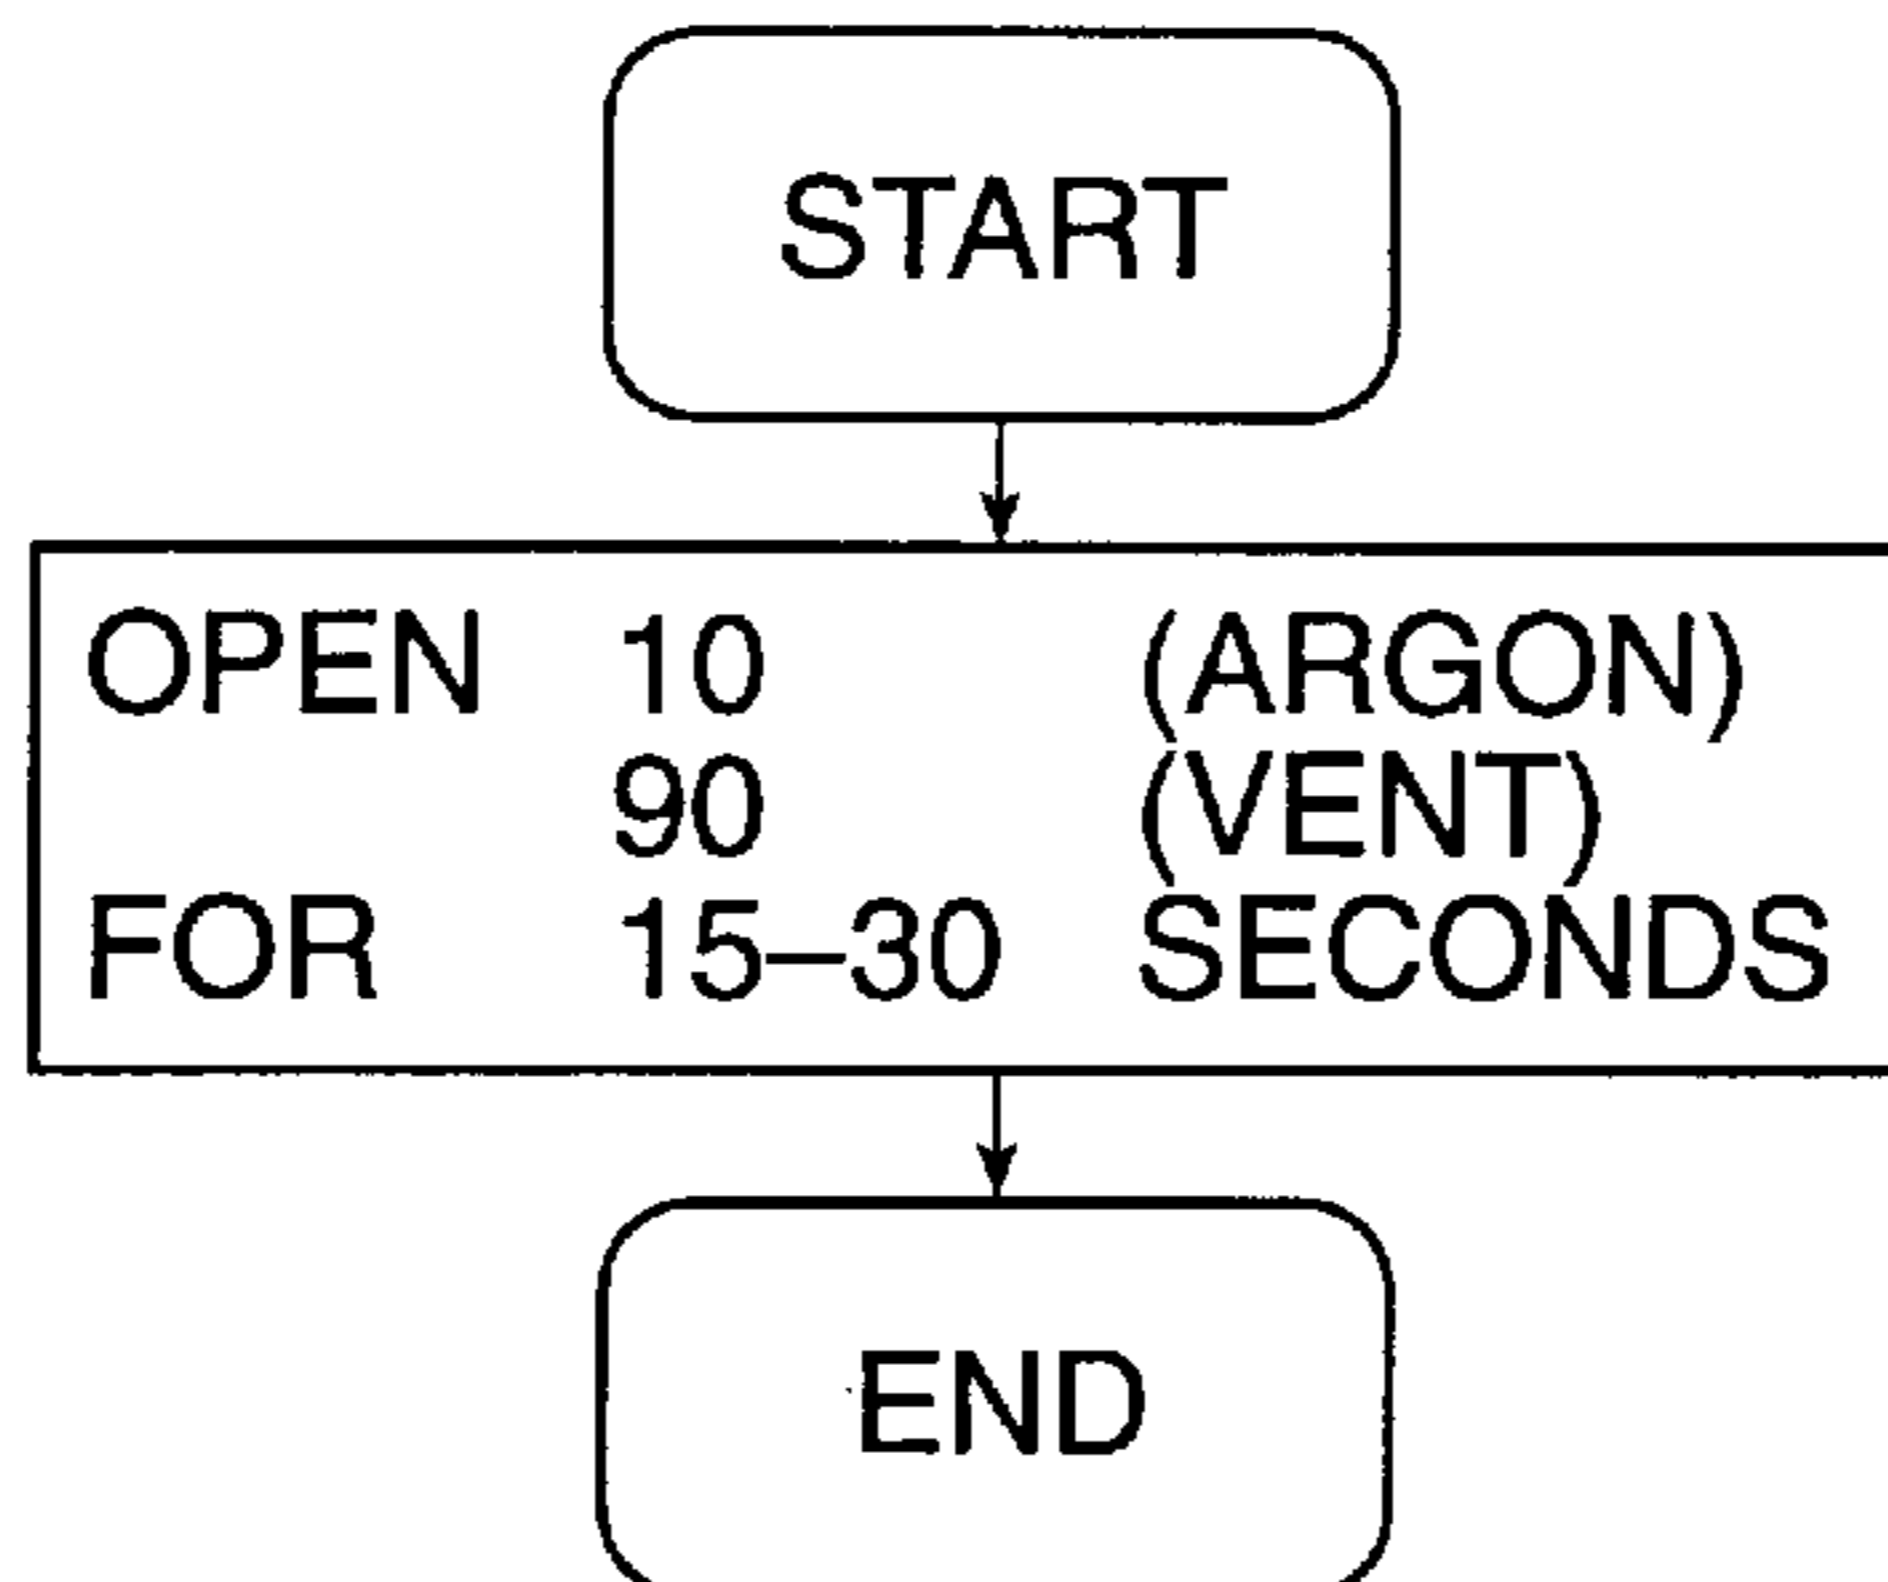 START
OPEN 10 (ARGON)
90 (VENT)
FOR 15–30 SECONDS
END